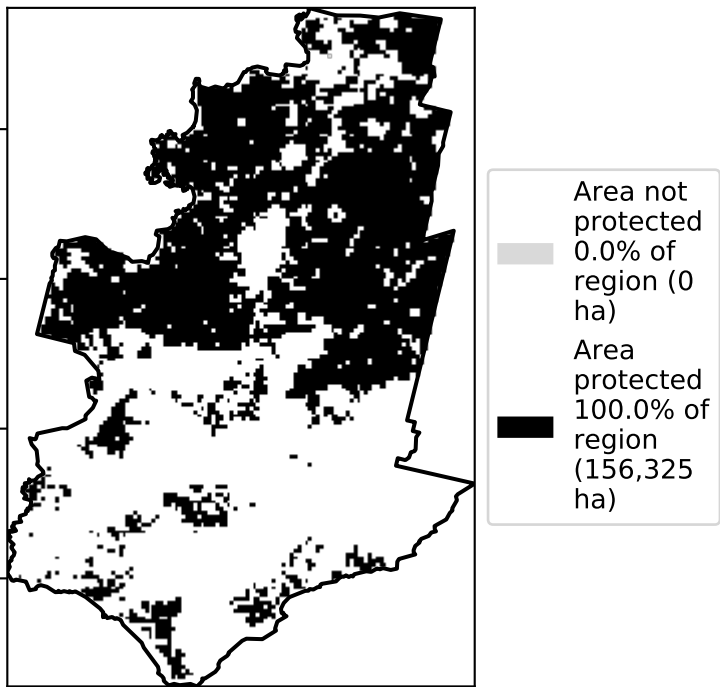 Area not
protected
0.0% of
region (0
ha)
Area
protected
100.0% of
region
(156,325
ha)